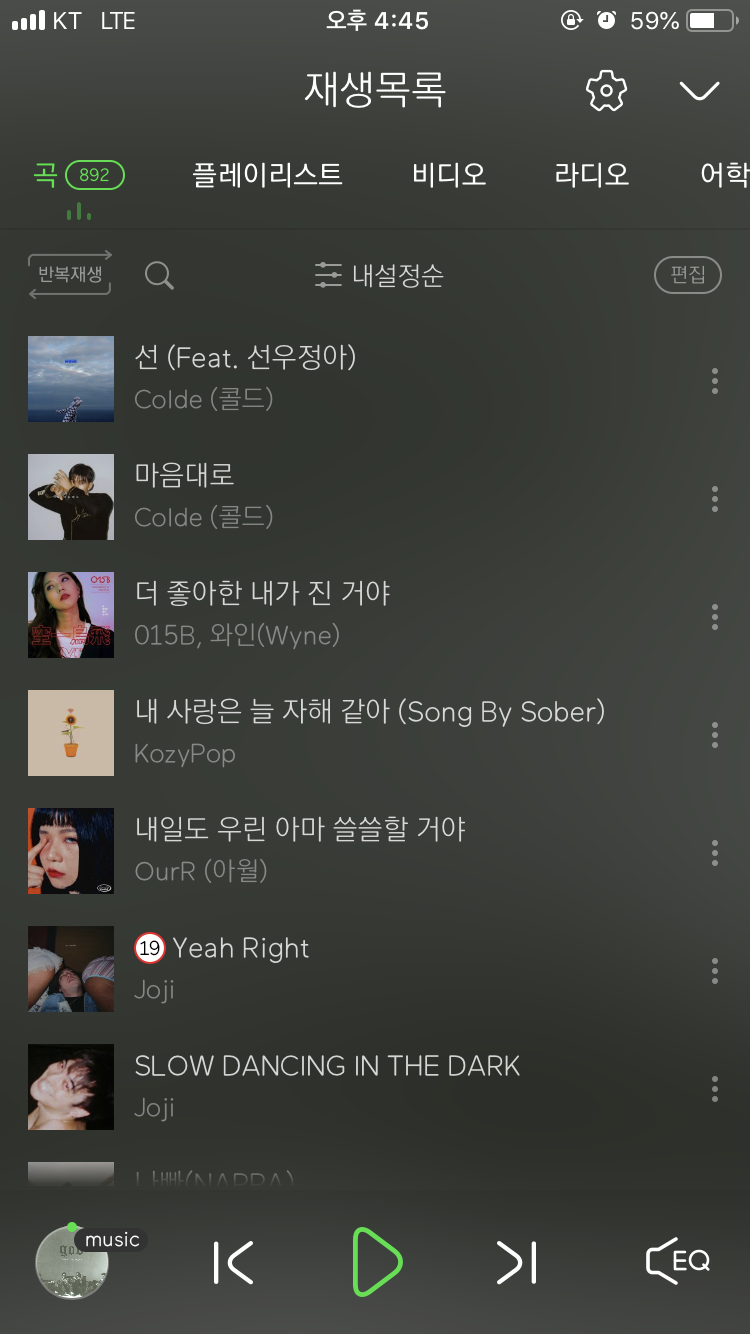 KT LTE 오후 4:45 59%
재생목록
곡 892 플레이리스트 비디오 라디오 어학
반복재생 내설정순 편집
선 (Feat. 선우정아)
Colde (콜드)
마음대로
Colde (콜드)
O15B
더 좋아한 내가 진 거야
015B, 와인(Wyne)
내 사랑은 늘 자해 같아 (Song By Sober)
KozyPop
내일도 우린 아마 쓸쓸할 거야
OurR (아월)
19 Yeah Right
Joji
SLOW DANCING IN THE DARK
Joji
나빠(NAPPA)
music
EQ